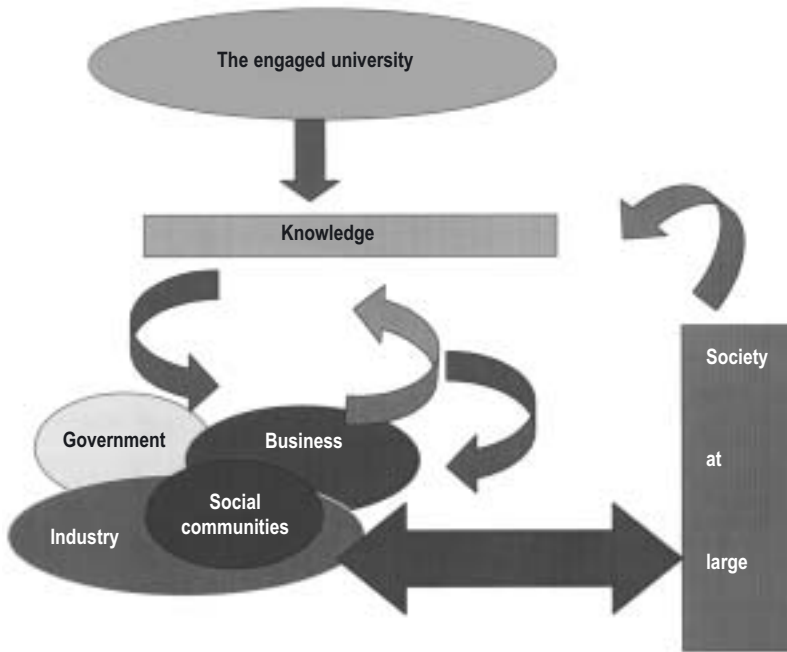 The engaged university
Knowledge
Society
at
large
Government
Business
Social
communities
Industry